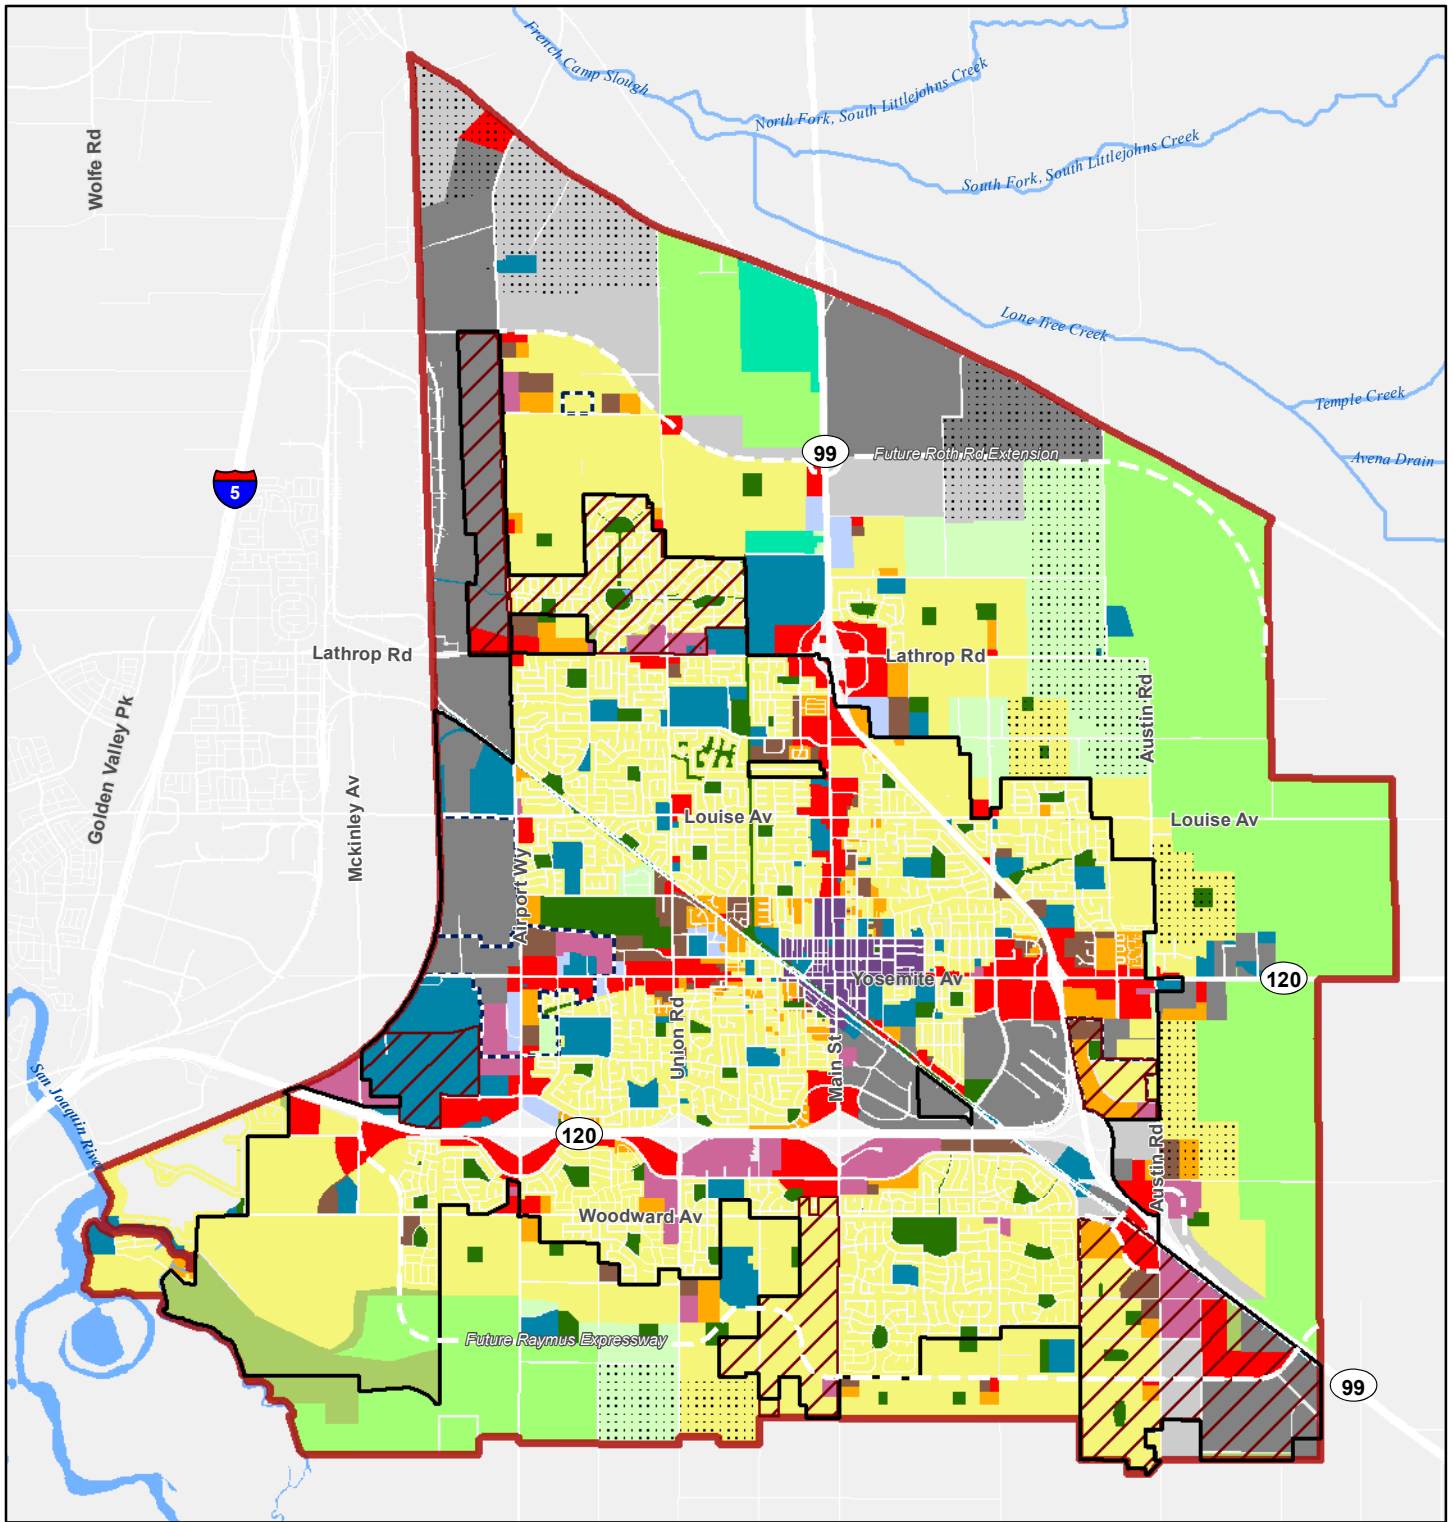 French Camp Slough
North Fork, South Littlejohns Creek
South Fork, South Littlejohns Creek
Wolfe Rd
Lone Tree Creek
Temple Creek
Avena Drain
99
Future Roth Rd Extension
5
Lathrop Rd
Lathrop Rd
Austin Rd
Golden Valley Pk
Mckinley Av
Louise Av
Louise Av
Airport Wy
Yosemite Av
120
Union Rd
Main St
San Joaquin River
120
Austin Rd
Woodward Av
Future Raymus Expressway
99